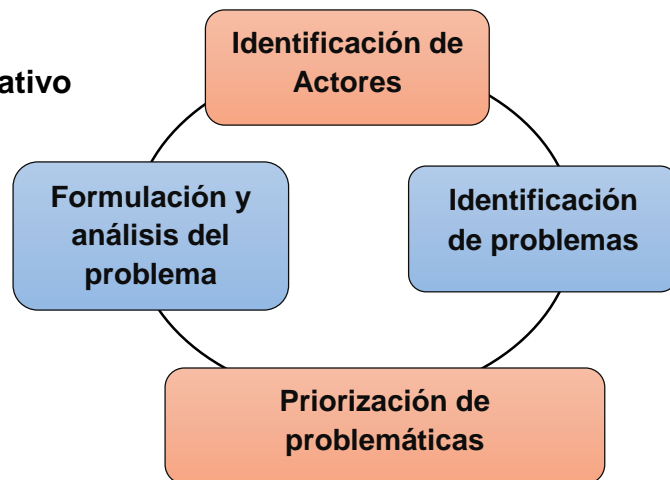 Identificación de
Actores
ativo
Formulación y
análisis del
problema
Identificación
de problemas
Priorización de
problemáticas